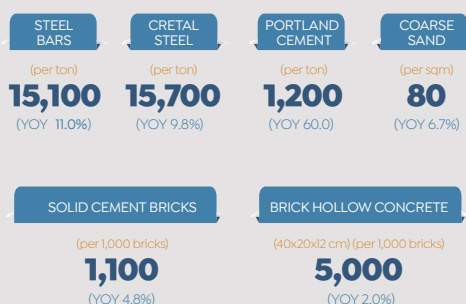 STEEL
BARS
(per ton)
15,100
(YOY 11.0%)
CRETAL
STEEL
(per ton)
15,700
(YOY 9.8%)
PORTLAND
CEMENT
(per ton)
1,200
(YOY 60.0)
COARSE
SAND
(per sqm)
80
(YOY 6.7%)
SOLID CEMENT BRICKS
(per 1,000 bricks)
1,100
(YOY 4.8%)
BRICK HOLLOW CONCRETE
(40x20x12 cm) (per 1,000 bricks)
5,000
(YOY 2.0%)